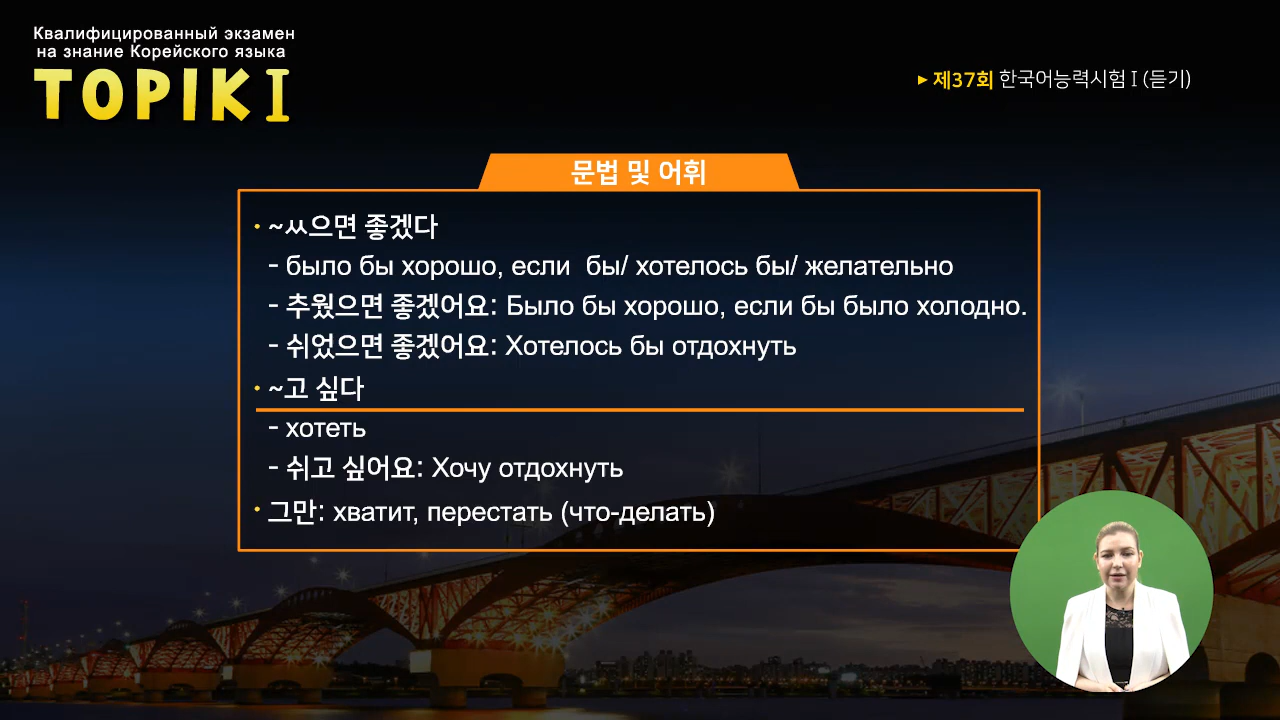 Квалифицированный экзамен
на знание Корейского языка
TOPIK I
▸ 제37회 한국어능력시험 I (듣기)
문법 및 어휘
· ~ㅆ으면 좋겠다
- было бы хорошо, если бы/ хотелось бы/ желательно
- 추웠으면 좋겠어요: Было бы хорошо, если бы было холодно.
- 쉬었으면 좋겠어요: Хотелось бы отдохнуть
· ~고 싶다
- хотеть
- 쉬고 싶어요: Хочу отдохнуть
· 그만: хватит, перестать (что-делать)